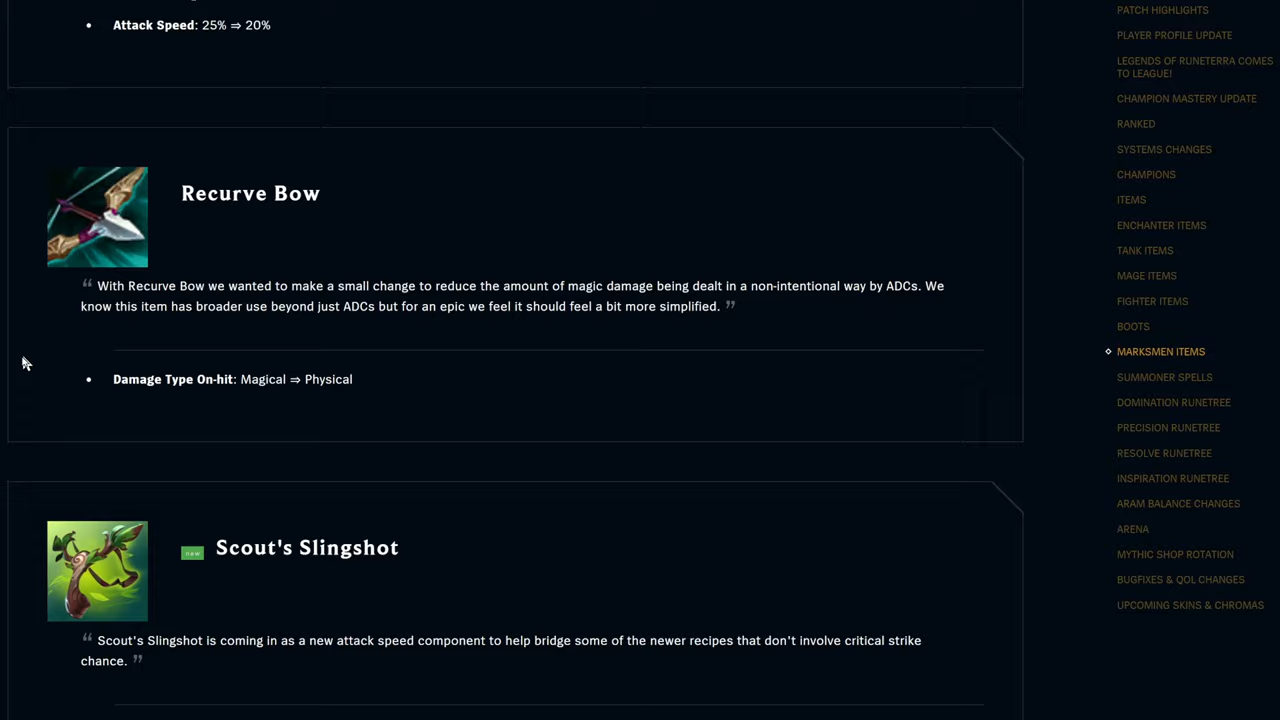 Attack Speed: 25% ⇒ 20%
Recurve Bow
“ With Recurve Bow we wanted to make a small change to reduce the amount of magic damage being dealt in a non-intentional way by ADCs. We
know this item has broader use beyond just ADCs but for an epic we feel it should feel a bit more simplified. ”
Damage Type On-hit: Magical ⇒ Physical
new Scout's Slingshot
“ Scout's Slingshot is coming in as a new attack speed component to help bridge some of the newer recipes that don't involve critical strike
chance. ”
PATCH HIGHLIGHTS
PLAYER PROFILE UPDATE
LEGENDS OF RUNETERRA COMES
TO LEAGUE!
CHAMPION MASTERY UPDATE
RANKED
SYSTEMS CHANGES
CHAMPIONS
ITEMS
ENCHANTER ITEMS
TANK ITEMS
MAGE ITEMS
FIGHTER ITEMS
BOOTS
MARKSMEN ITEMS
SUMMONER SPELLS
DOMINATION RUNETREE
PRECISION RUNETREE
RESOLVE RUNETREE
INSPIRATION RUNETREE
ARAM BALANCE CHANGES
ARENA
MYTHIC SHOP ROTATION
BUGFIXES & QOL CHANGES
UPCOMING SKINS & CHROMAS